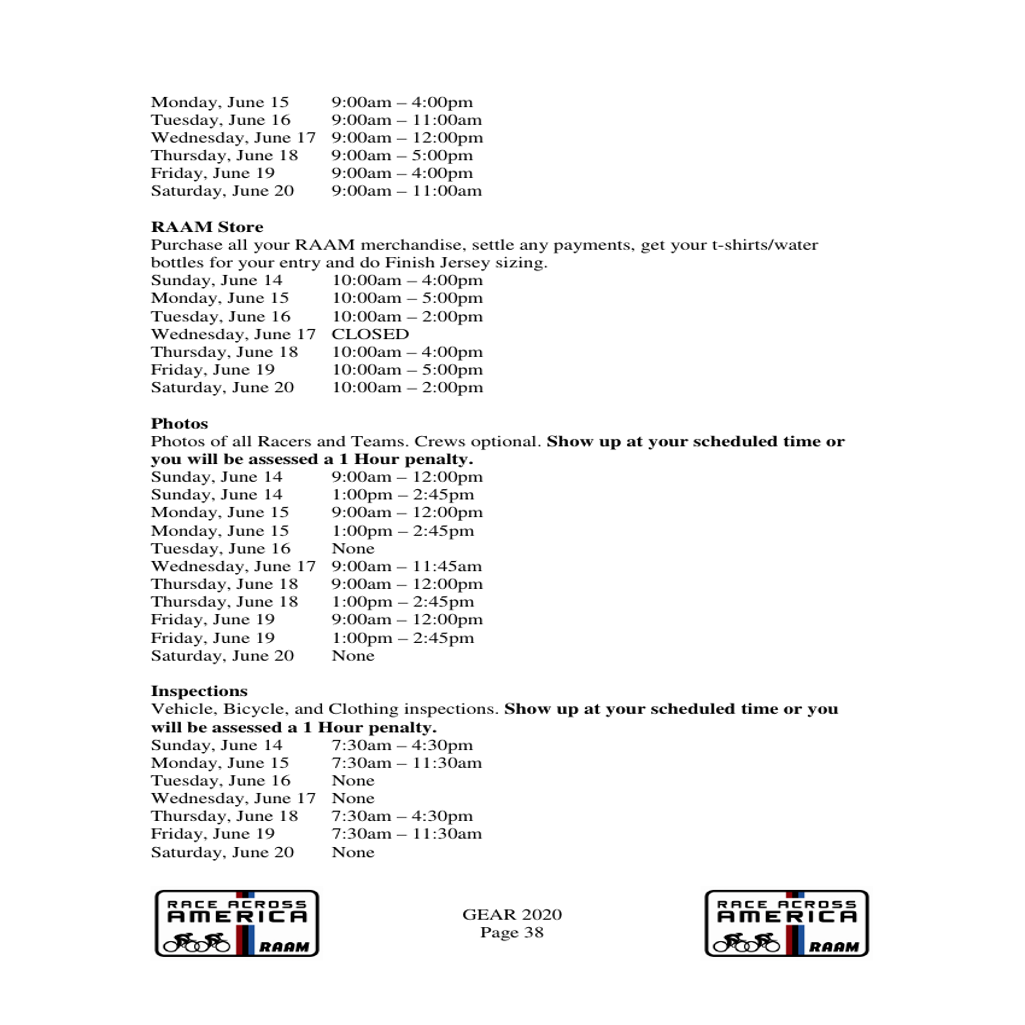 Monday, June 15 9:00am – 4:00pm
Tuesday, June 16 9:00am – 11:00am
Wednesday, June 17 9:00am – 12:00pm
Thursday, June 18 9:00am – 5:00pm
Friday, June 19 9:00am – 4:00pm
Saturday, June 20 9:00am – 11:00am
RAAM Store
Purchase all your RAAM merchandise, settle any payments, get your t-shirts/water
bottles for your entry and do Finish Jersey sizing.
Sunday, June 14 10:00am – 4:00pm
Monday, June 15 10:00am – 5:00pm
Tuesday, June 16 10:00am – 2:00pm
Wednesday, June 17 CLOSED
Thursday, June 18 10:00am – 4:00pm
Friday, June 19 10:00am – 5:00pm
Saturday, June 20 10:00am – 2:00pm
Photos
Photos of all Racers and Teams. Crews optional. Show up at your scheduled time or
you will be assessed a 1 Hour penalty.
Sunday, June 14 9:00am – 12:00pm
Sunday, June 14 1:00pm – 2:45pm
Monday, June 15 9:00am – 12:00pm
Monday, June 15 1:00pm – 2:45pm
Tuesday, June 16 None
Wednesday, June 17 9:00am – 11:45am
Thursday, June 18 9:00am – 12:00pm
Thursday, June 18 1:00pm – 2:45pm
Friday, June 19 9:00am – 12:00pm
Friday, June 19 1:00pm – 2:45pm
Saturday, June 20 None
Inspections
Vehicle, Bicycle, and Clothing inspections. Show up at your scheduled time or you
will be assessed a 1 Hour penalty.
Sunday, June 14 7:30am – 4:30pm
Monday, June 15 7:30am – 11:30am
Tuesday, June 16 None
Wednesday, June 17 None
Thursday, June 18 7:30am – 4:30pm
Friday, June 19 7:30am – 11:30am
Saturday, June 20 None
RACE ACROSS
AMERICA
RAAM
GEAR 2020
Page 38
RACE ACROSS
AMERICA
RAAM